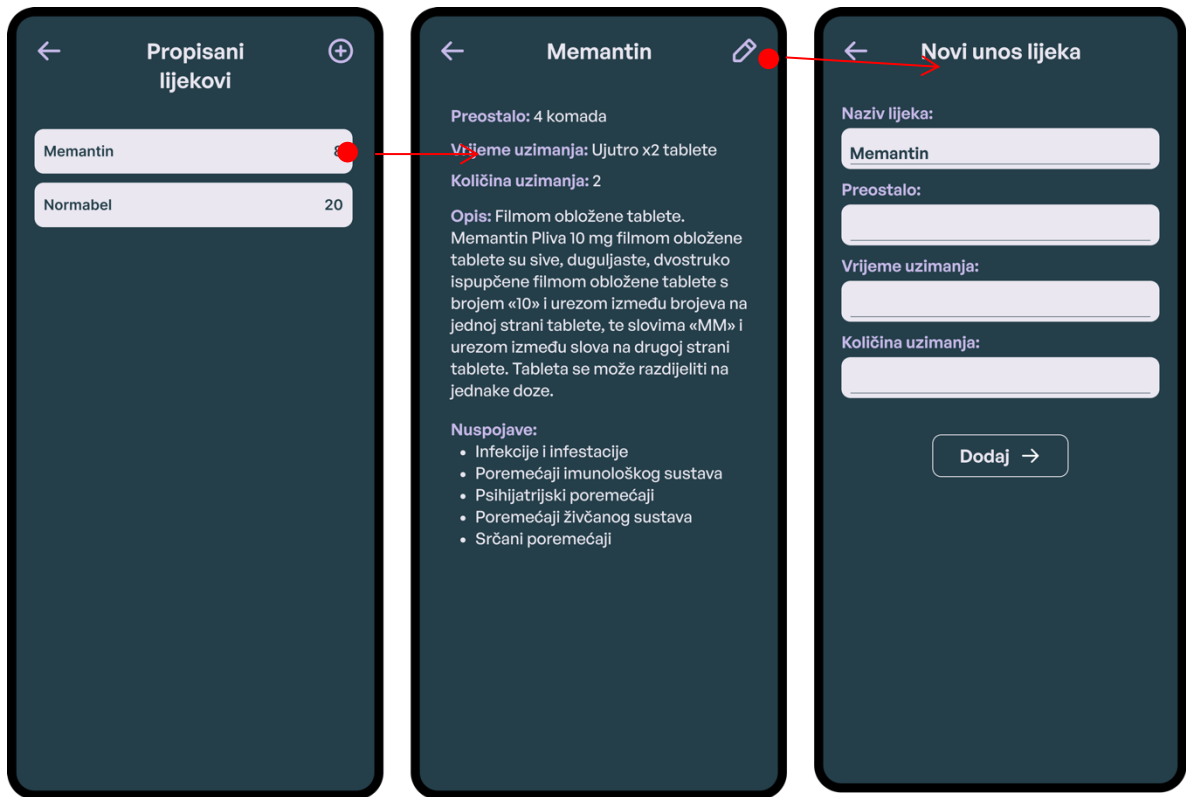 Propisani
lijekovi
Memantin 8
Normabel 20
Memantin
Preostalo: 4 komada
Vrijeme uzimanja: Ujutro x2 tablete
Količina uzimanja: 2
Opis: Filmom obložene tablete.
Memantin Pliva 10 mg filmom obložene
tablete su sive, duguljaste, dvostruko
ispupčene filmom obložene tablete s
brojem «10» i urezom između brojeva na
jednoj strani tablete, te slovima «MM» i
urezom između slova na drugoj strani
tablete. Tableta se može razdijeliti na
jednake doze.
Nuspojave:
• Infekcije i infestacije
• Poremećaji imunološkog sustava
• Psihijatrijski poremećaji
• Poremećaji živčanog sustava
• Srčani poremećaji
Novi unos lijeka
Naziv lijeka:
Memantin
Preostalo:
Vrijeme uzimanja:
Količina uzimanja:
Dodaj →